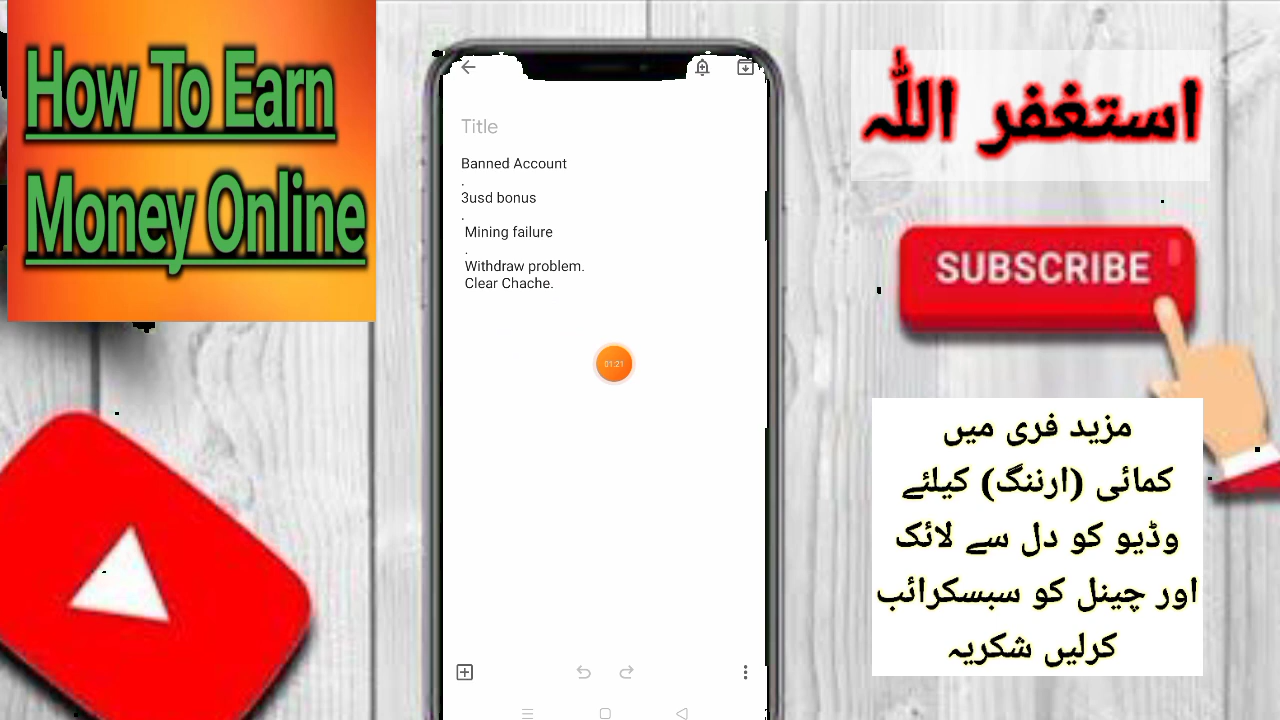 How To Earn
Money Online
Title
Banned Account
.
3usd bonus
.
Mining failure
.
Withdraw problem.
Clear Chache.
01:21
استغفر اللّٰہ
SUBSCRIBE
مزید فری میں
کمائی (ارننگ) کیلئے
وڈیو کو دل سے لائک
اور چینل کو سبسکرائب
کرلیں شکریہ